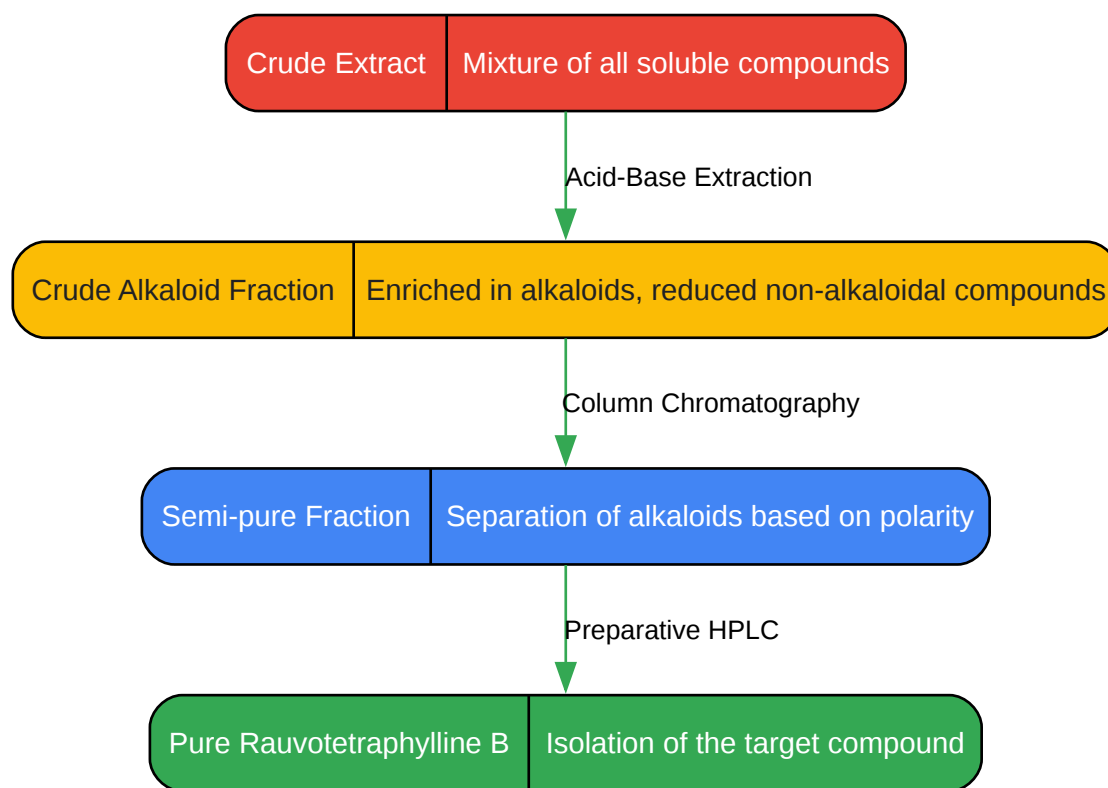 Crude Extract Mixture of all soluble compounds
Acid-Base Extraction
Crude Alkaloid Fraction Enriched in alkaloids, reduced non-alkaloidal compounds
Column Chromatography
Semi-pure Fraction Separation of alkaloids based on polarity
Preparative HPLC
Pure Rauvotetraphylline B Isolation of the target compound